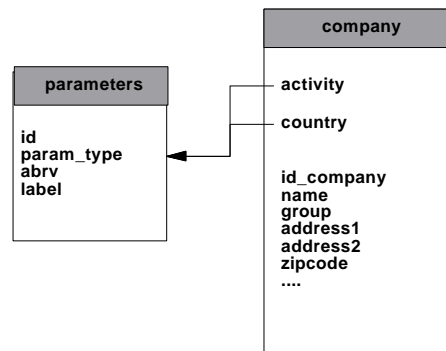 company
parameters
activity
country
id
param_type
abrv
label
id_company
name
group
address1
address2
zipcode
....